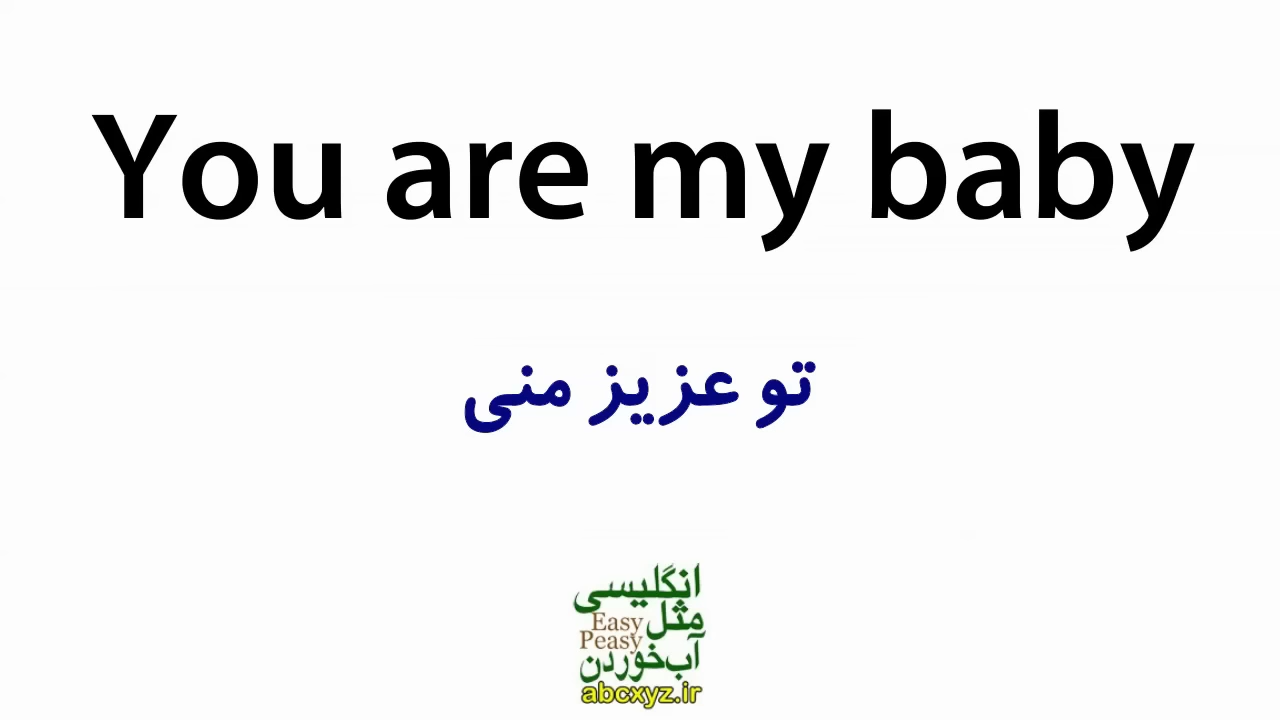 You are my baby
تو عزیز منی
انگلیسی
مثل
Easy
Peasy
آب‌خوردن
abcxyz.ir